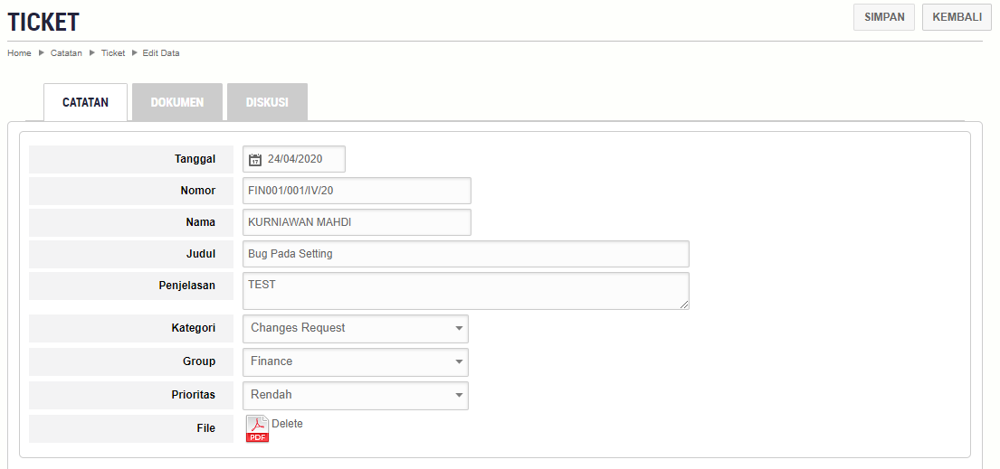 TICKET
SIMPAN KEMBALI
Home Catatan Ticket Edit Data
CATATAN DOKUMEN DISKUSI
Tanggal 24/04/2020
Nomor FIN001/001/IV/20
Nama KURNIAWAN MAHDI
Judul Bug Pada Setting
Penjelasan TEST
Kategori Changes Request
Group Finance
Prioritas Rendah
File PDF Delete